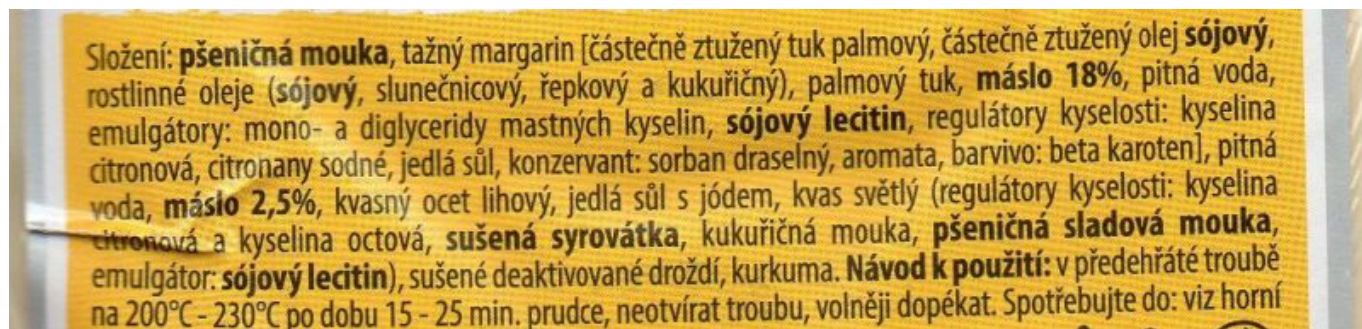 Složení: pšeničná mouka, tažný margarin [částečně ztužený tuk palmový, částečně ztužený olej sójový,
rostlinné oleje (sójový, slunečnicový, řepkový a kukuřičný), palmový tuk, máslo 18%, pitná voda,
emulgátory: mono- a diglyceridy mastných kyselin, sójový lecitin, regulátory kyselosti: kyselina
citronová, citronany sodné, jedlá sůl, konzervant: sorban draselný, aromata, barvivo: beta karoten], pitná
voda, máslo 2,5%, kvasný ocet lihový, jedlá sůl s jódem, kvas světlý (regulátory kyselosti: kyselina
citronová a kyselina octová, sušená syrovátka, kukuřičná mouka, pšeničná sladová mouka,
emulgátor: sójový lecitin), sušené deaktivované droždí, kurkuma. Návod k použití: v předehřáté troubě
na 200°C - 230°C po dobu 15 - 25 min. prudce, neotvírat troubu, volněji dopékat. Spotřebujte do: viz horní